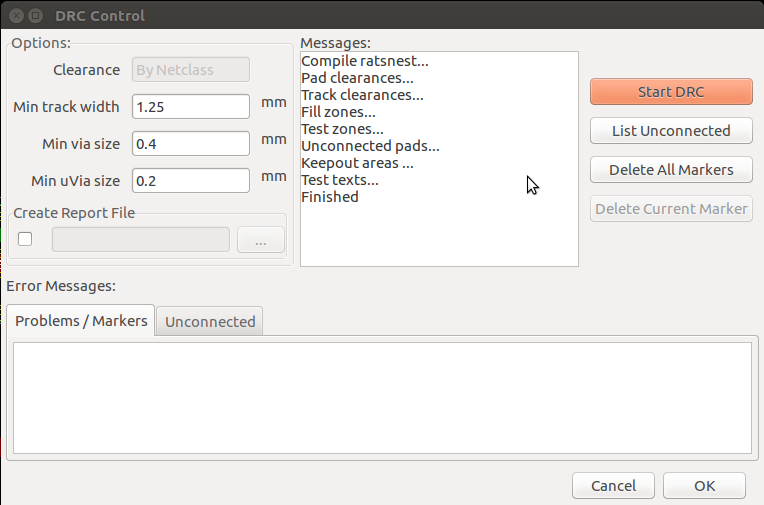 DRC Control
Options:
Clearance By Netclass
Min track width 1.25 mm
Min via size 0.4 mm
Min uVia size 0.2 mm
Create Report File
...
Messages:
Compile ratsnest...
Pad clearances...
Track clearances...
Fill zones...
Test zones...
Unconnected pads...
Keepout areas ...
Test texts...
Finished
Start DRC
List Unconnected
Delete All Markers
Delete Current Marker
Error Messages:
Problems / Markers Unconnected
Cancel OK